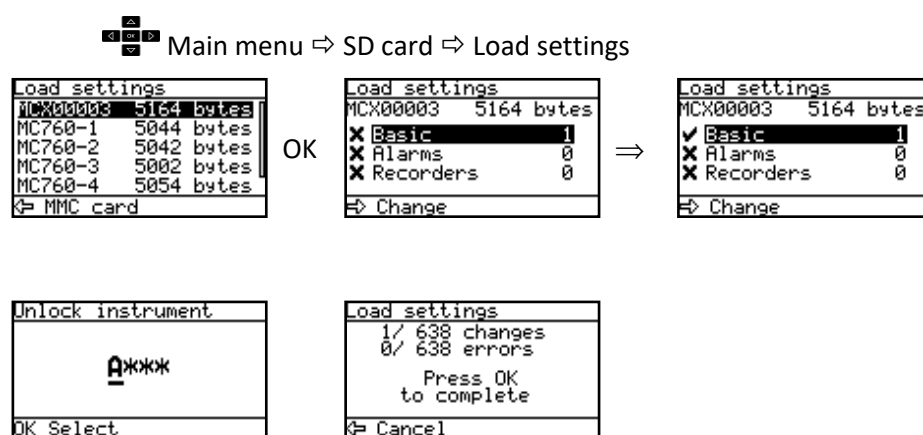 Main menu ⇨ SD card ⇨ Load settings
Load settings
MCX00003 5164 bytes
MC760-1 5044 bytes
MC760-2 5042 bytes
MC760-3 5002 bytes
MC760-4 5054 bytes
⇦ MMC card
OK
Load settings
MCX00003 5164 bytes
✘ Basic 1
✘ Alarms 0
✘ Recorders 0
⇨ Change
⇒
Load settings
MCX00003 5164 bytes
✔ Basic 1
✘ Alarms 0
✘ Recorders 0
⇨ Change
Unlock instrument
A***
OK Select
Load settings
1/ 638 changes
0/ 638 errors
Press OK
to complete
⇦ Cancel